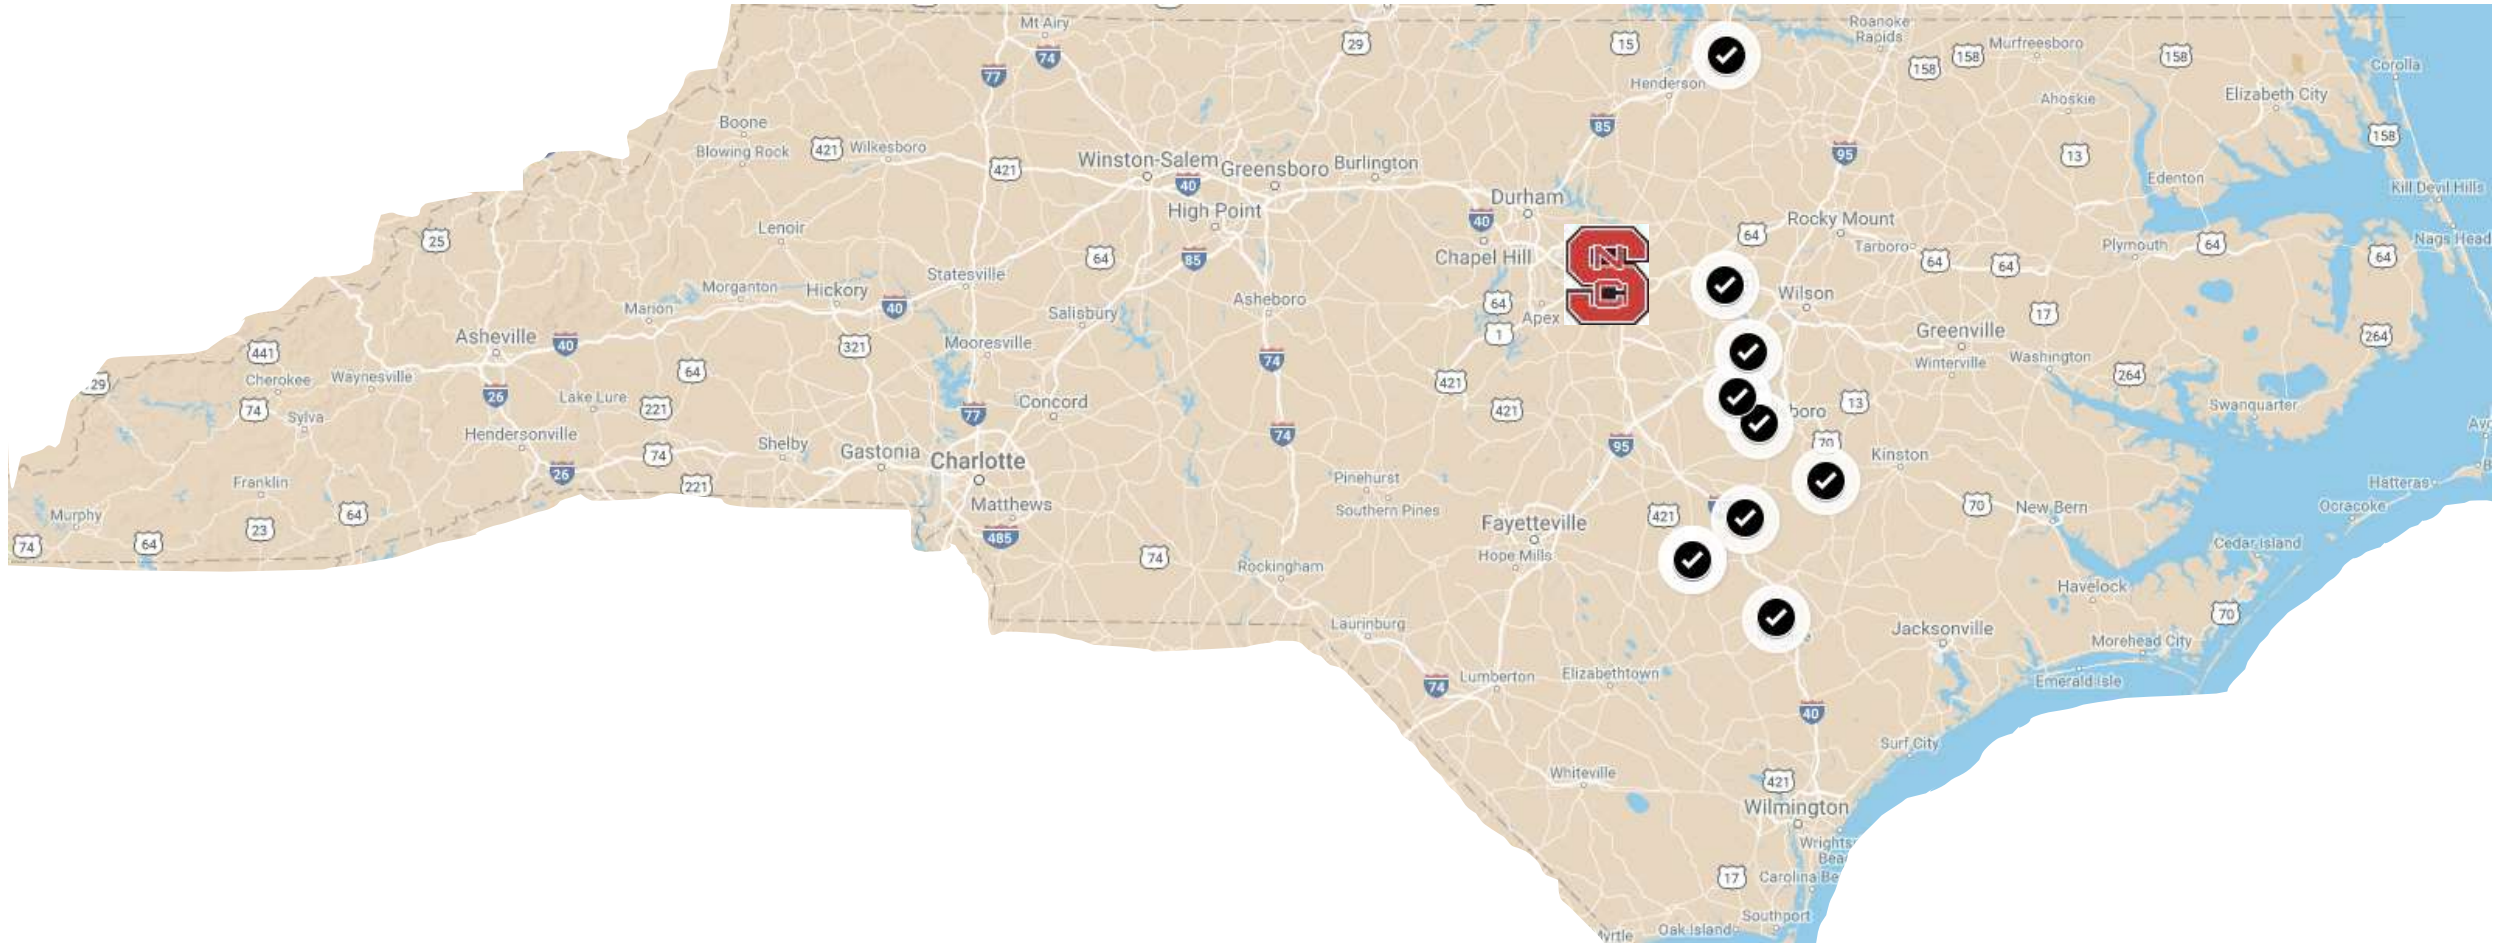 Mt Airy
74
77
29
15
Roanoke
Rapids
158
158
Murfreesboro
158
Corolla
Henderson
Ahoskie
Elizabeth City
Boone
421
Wilkesboro
85
158
Blowing Rock
421
Winston-Salem
Greensboro
Burlington
95
13
40
Edenton
Kill Devil Hills
Durham
High Point
40
Rocky Mount
Lenoir
25
64
Tarboro
Plymouth
64
Nags Head
64
85
Chapel Hill
NCS
64
64
64
Statesville
Morganton
Hickory
40
Asheboro
64
Wilson
Marion
Salisbury
Apex
17
Asheville
40
321
Mooresville
1
Greenville
264
441
74
Winterville
Washington
29
Cherokee
Waynesville
64
421
264
74
Sylva
26
Lake Lure
221
77
Concord
421
boro
13
Swanquarter
Hendersonville
74
Shelby
Gastonia
Charlotte
74
95
70
Kinston
26
221
Franklin
Pinehurst
Hatteras
Murphy
64
23
Matthews
Southern Pines
421
70
New Bern
Ocracoke
74
64
485
74
Fayetteville
Hope Mills
Cedar Island
Rockingham
Havelock
70
Laurinburg
Jacksonville
Morehead City
74
Lumberton
Elizabethtown
Emerald Isle
40
Surf City
Whiteville
421
Wilmington
Wrights
Bea
17
Carolina Be
Southport
Oak Island
Myrtle